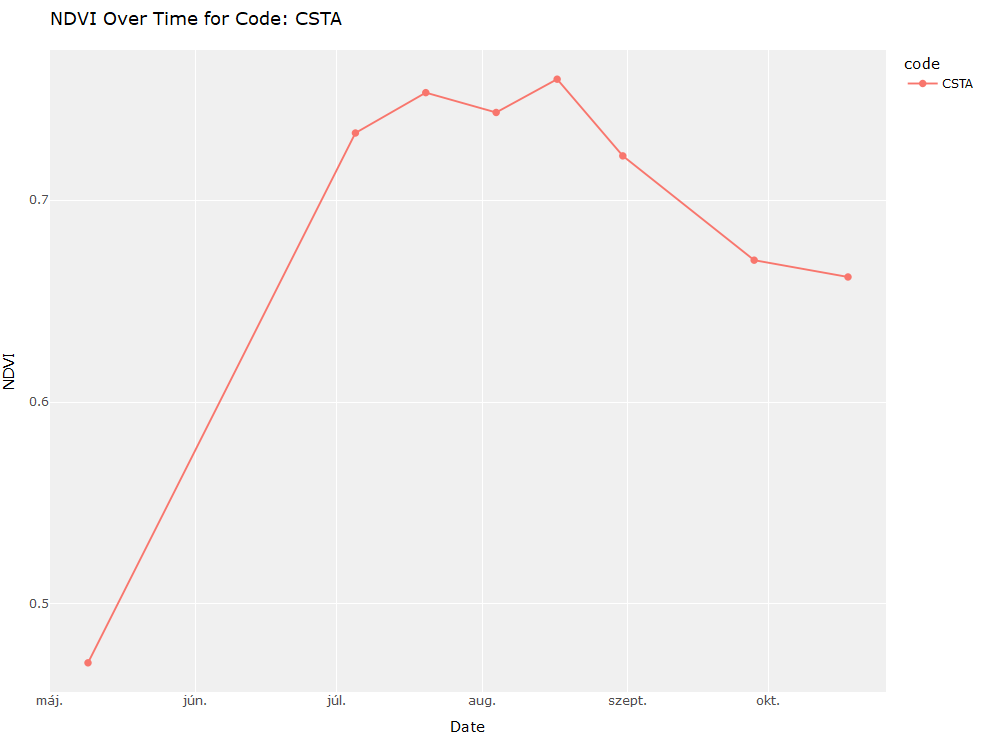 NDVI Over Time for Code: CSTA
code
CSTA
0.7
0.6
0.5
NDVI
máj.
jún.
júl.
aug.
szept.
okt.
Date